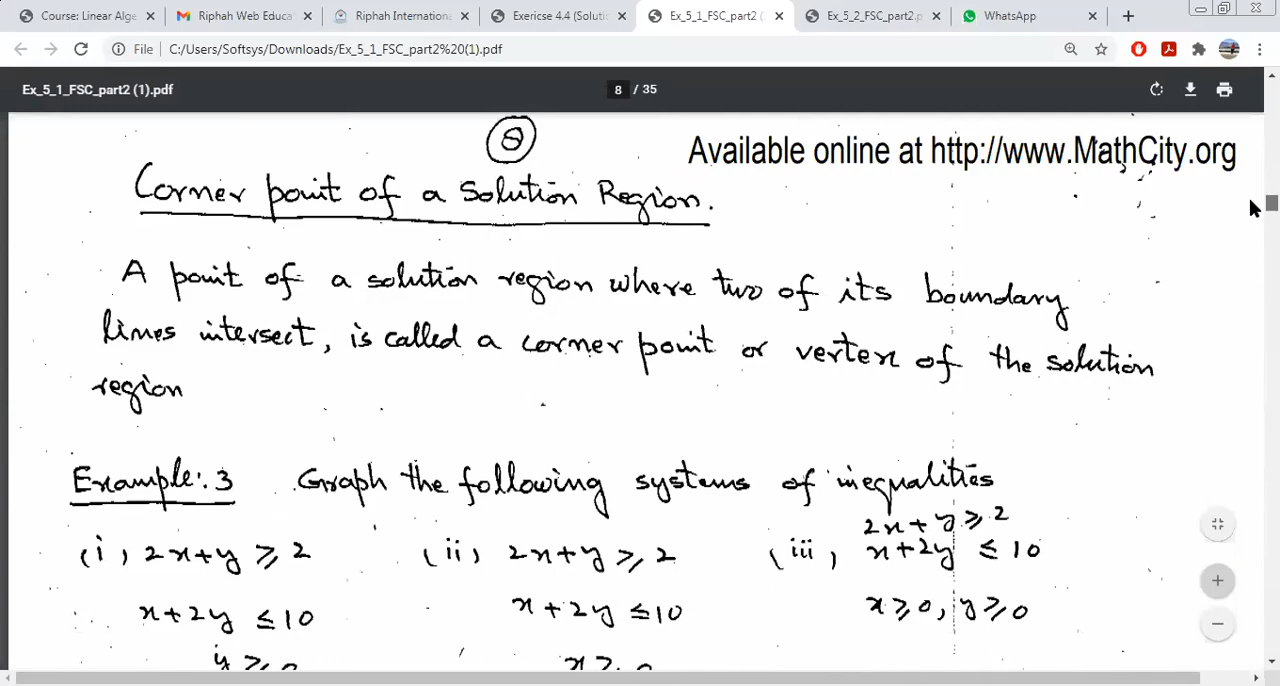 Course: Linear Alge
Riphah Web Educa
Riphah Internationa
Exericse 4.4 (Soluti
Ex_5_1_FSC_part2 (
Ex_5_2_FSC_part2.p
WhatsApp
File | C:/Users/Softsys/Downloads/Ex_5_1_FSC_part2%20(1).pdf
Ex_5_1_FSC_part2 (1).pdf
8 / 35
8
Available online at http://www.MathCity.org
Corner point of a Solution Region.
A point of a solution region where two of its boundary
lines intersect, is called a corner point or vertex of the solution
region
Example:3 Graph the following systems of inequalities
(i) 2x+y ≥ 2 (ii) 2x+y ≥ 2 (iii) 2x+y ≥ 2
x+2y ≤ 10 x+2y ≤ 10 x+2y ≤ 10
y ≥ 0 x ≥ 0 x ≥ 0, y ≥ 0